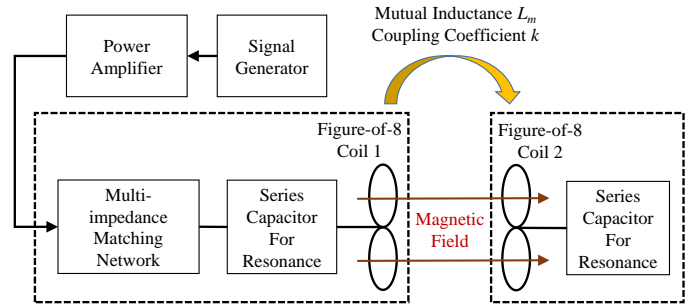 Mutual Inductance Lm
Coupling Coefficient k
Power
Amplifier
Signal
Generator
Figure-of-8
Coil 1
Figure-of-8
Coil 2
Multi-
impedance
Matching
Network
Series
Capacitor
For
Resonance
Magnetic
Field
Series
Capacitor
For
Resonance